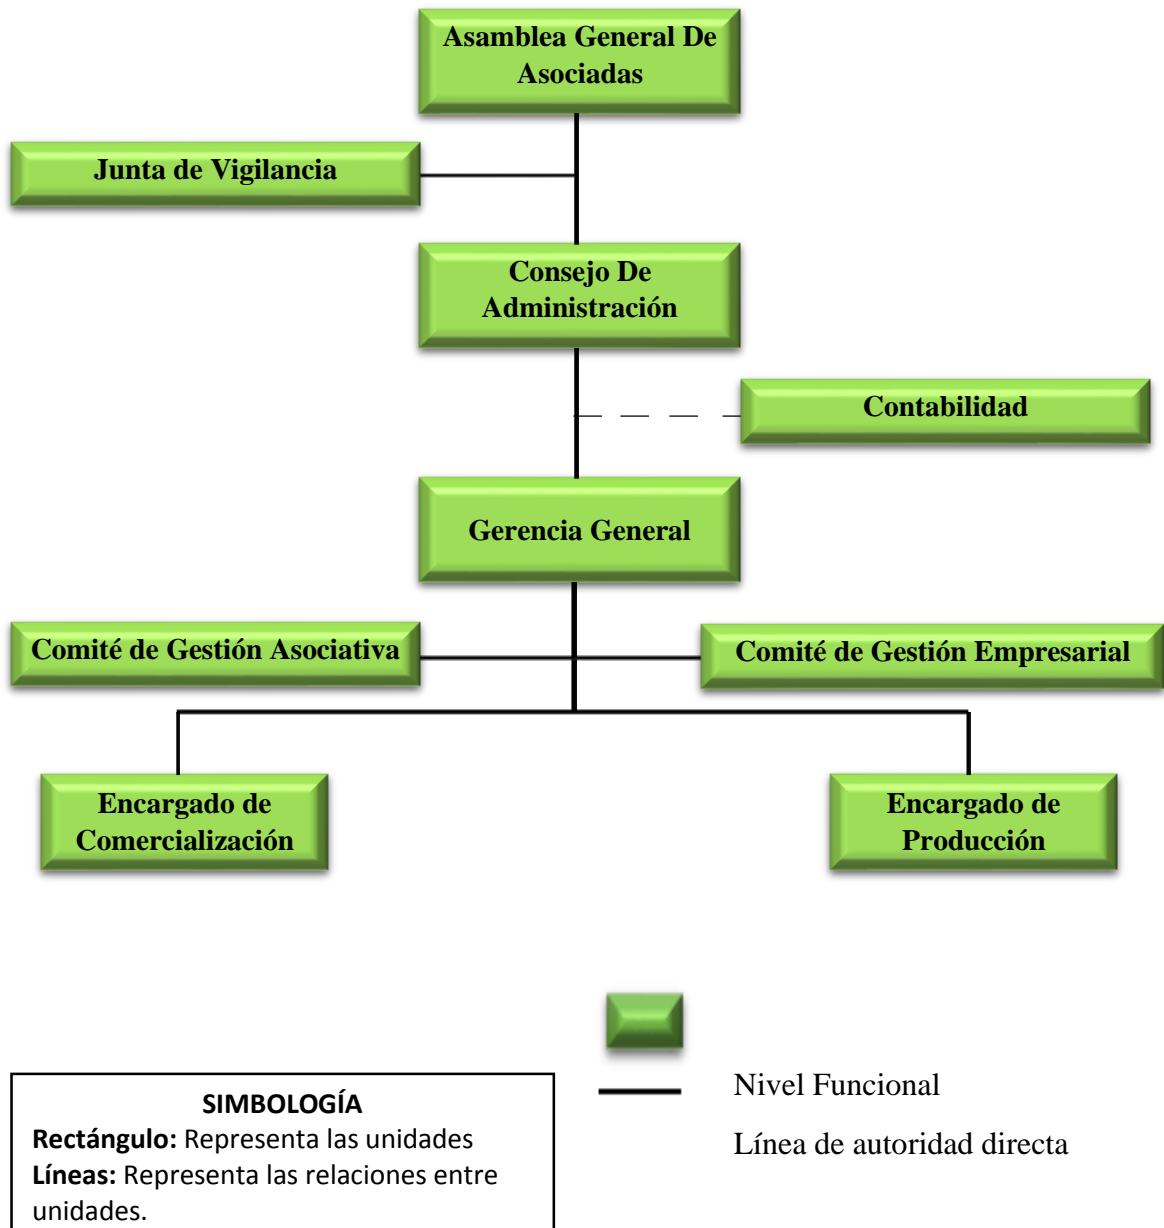 Asamblea General De
Asociadas
Junta de Vigilancia
Consejo De
Administración
Contabilidad
Gerencia General
Comité de Gestión Asociativa
Comité de Gestión Empresarial
Encargado de
Comercialización
Encargado de
Producción
SIMBOLOGÍA
Rectángulo: Representa las unidades
Líneas: Representa las relaciones entre
unidades.
Nivel Funcional
Línea de autoridad directa